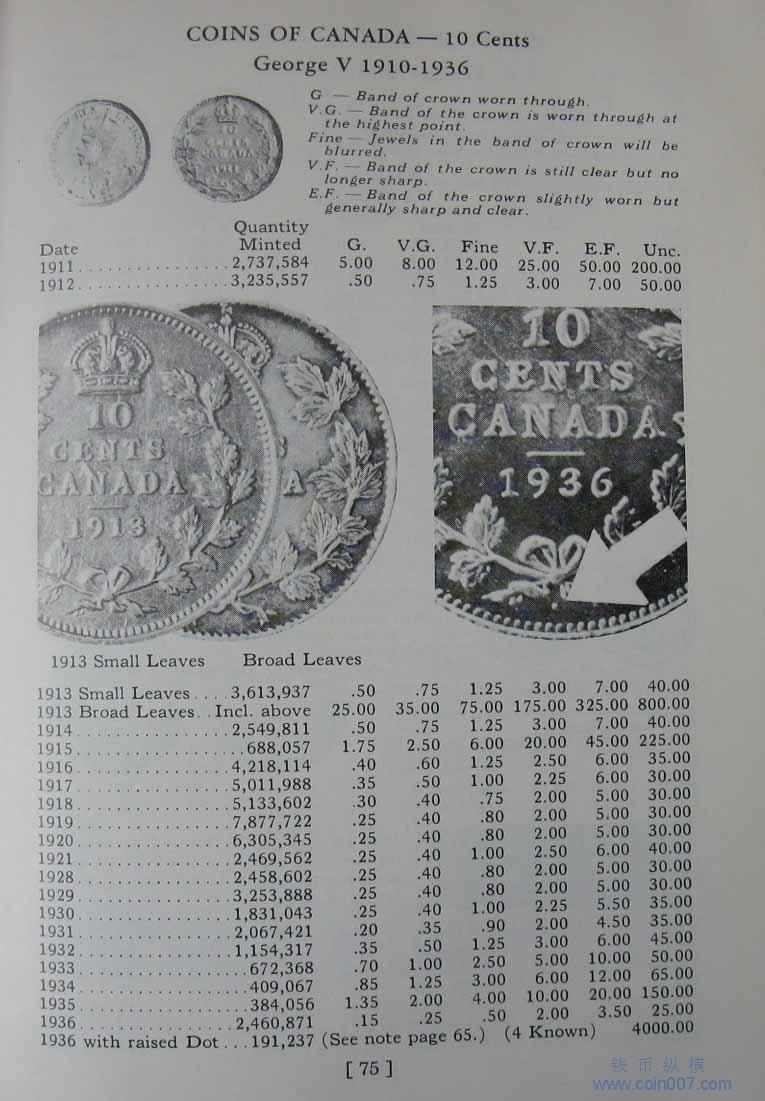 COINS OF CANADA — 10 Cents
George V 1910-1936
G — Band of crown worn through.
V.G. — Band of the crown is worn through at
the highest point.
Fine — Jewels in the band of crown will be
blurred.
V.F. — Band of the crown is still clear but no
longer sharp.
E.F. — Band of the crown slightly worn but
generally sharp and clear.
Quantity
Date Minted G. V.G. Fine V.F. E.F. Unc.
1911................2,737,584 5.00 8.00 12.00 25.00 50.00 200.00
1912................3,235,557 .50 .75 1.25 3.00 7.00 50.00
10
CENTS
CANADA
1913
A
10
CENTS
CANADA
1936
1913 Small Leaves Broad Leaves
1913 Small Leaves....3,613,937 .50 .75 1.25 3.00 7.00 40.00
1913 Broad Leaves..Incl. above 25.00 35.00 75.00 175.00 325.00 800.00
1914................2,549,811 .50 .75 1.25 3.00 7.00 40.00
1915.................688,057 1.75 2.50 6.00 20.00 45.00 225.00
1916................4,218,114 .40 .60 1.25 2.50 6.00 35.00
1917................5,011,988 .35 .50 1.00 2.25 6.00 30.00
1918................5,133,602 .30 .40 .75 2.00 5.00 30.00
1919................7,877,722 .25 .40 .80 2.00 5.00 30.00
1920................6,305,345 .25 .40 .80 2.00 5.00 30.00
1921................2,469,562 .25 .40 1.00 2.50 6.00 40.00
1928................2,458,602 .25 .40 .80 2.00 5.00 30.00
1929................3,253,888 .25 .40 .80 2.00 5.00 30.00
1930................1,831,043 .25 .40 1.00 2.25 5.50 35.00
1931................2,067,421 .20 .35 .90 2.00 4.50 35.00
1932................1,154,317 .35 .50 1.25 3.00 6.00 45.00
1933.................672,368 .70 1.00 2.50 5.00 10.00 50.00
1934.................409,067 .85 1.25 3.00 6.00 12.00 65.00
1935.................384,056 1.35 2.00 4.00 10.00 20.00 150.00
1936................2,460,871 .15 .25 .50 2.00 3.50 25.00
1936 with raised Dot...191,237 (See note page 65.) (4 Known) 4000.00
[ 75 ]
钱币纵横
www.coin007.com